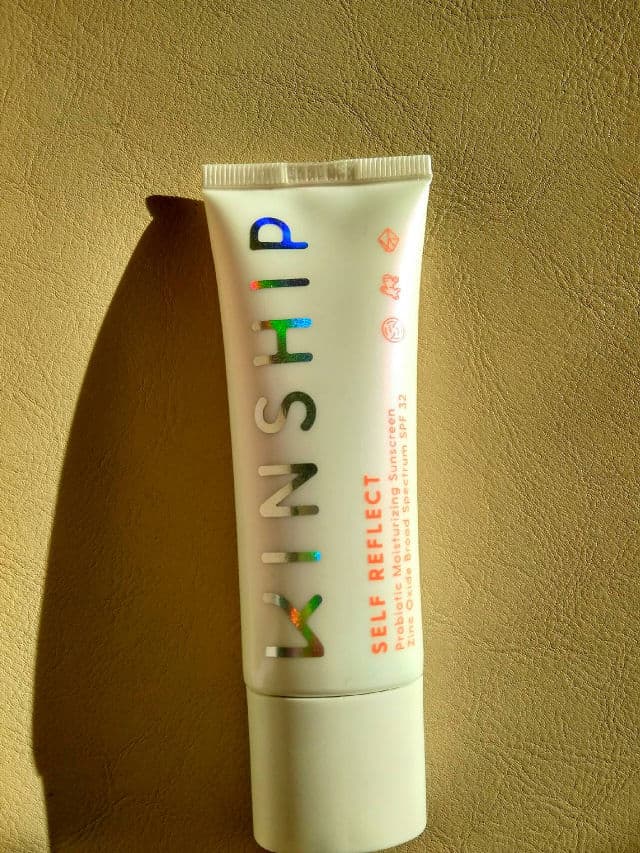 KINSHIP
SELF REFLECT
Probiotic Moisturizing Sunscreen
Zinc Oxide Broad Spectrum SPF 32